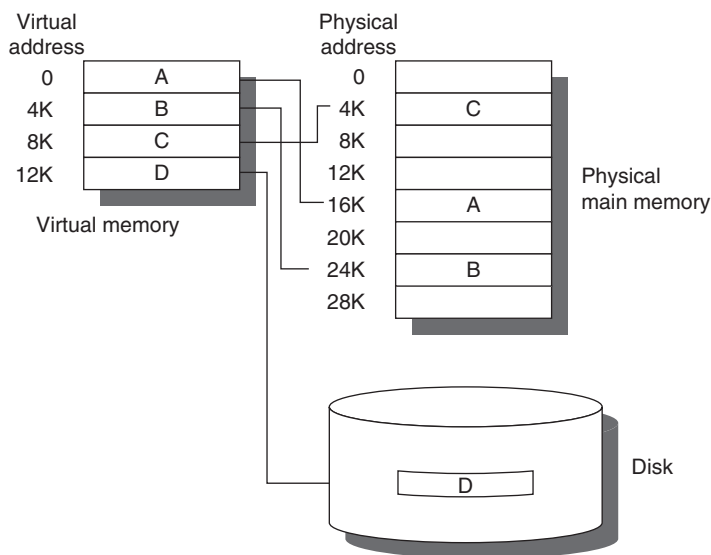 Virtual
address
0
4K
8K
12K
A
B
C
D
Virtual memory
Physical
address
0
4K
8K
12K
16K
20K
24K
28K
C
A
B
Physical
main memory
D
Disk